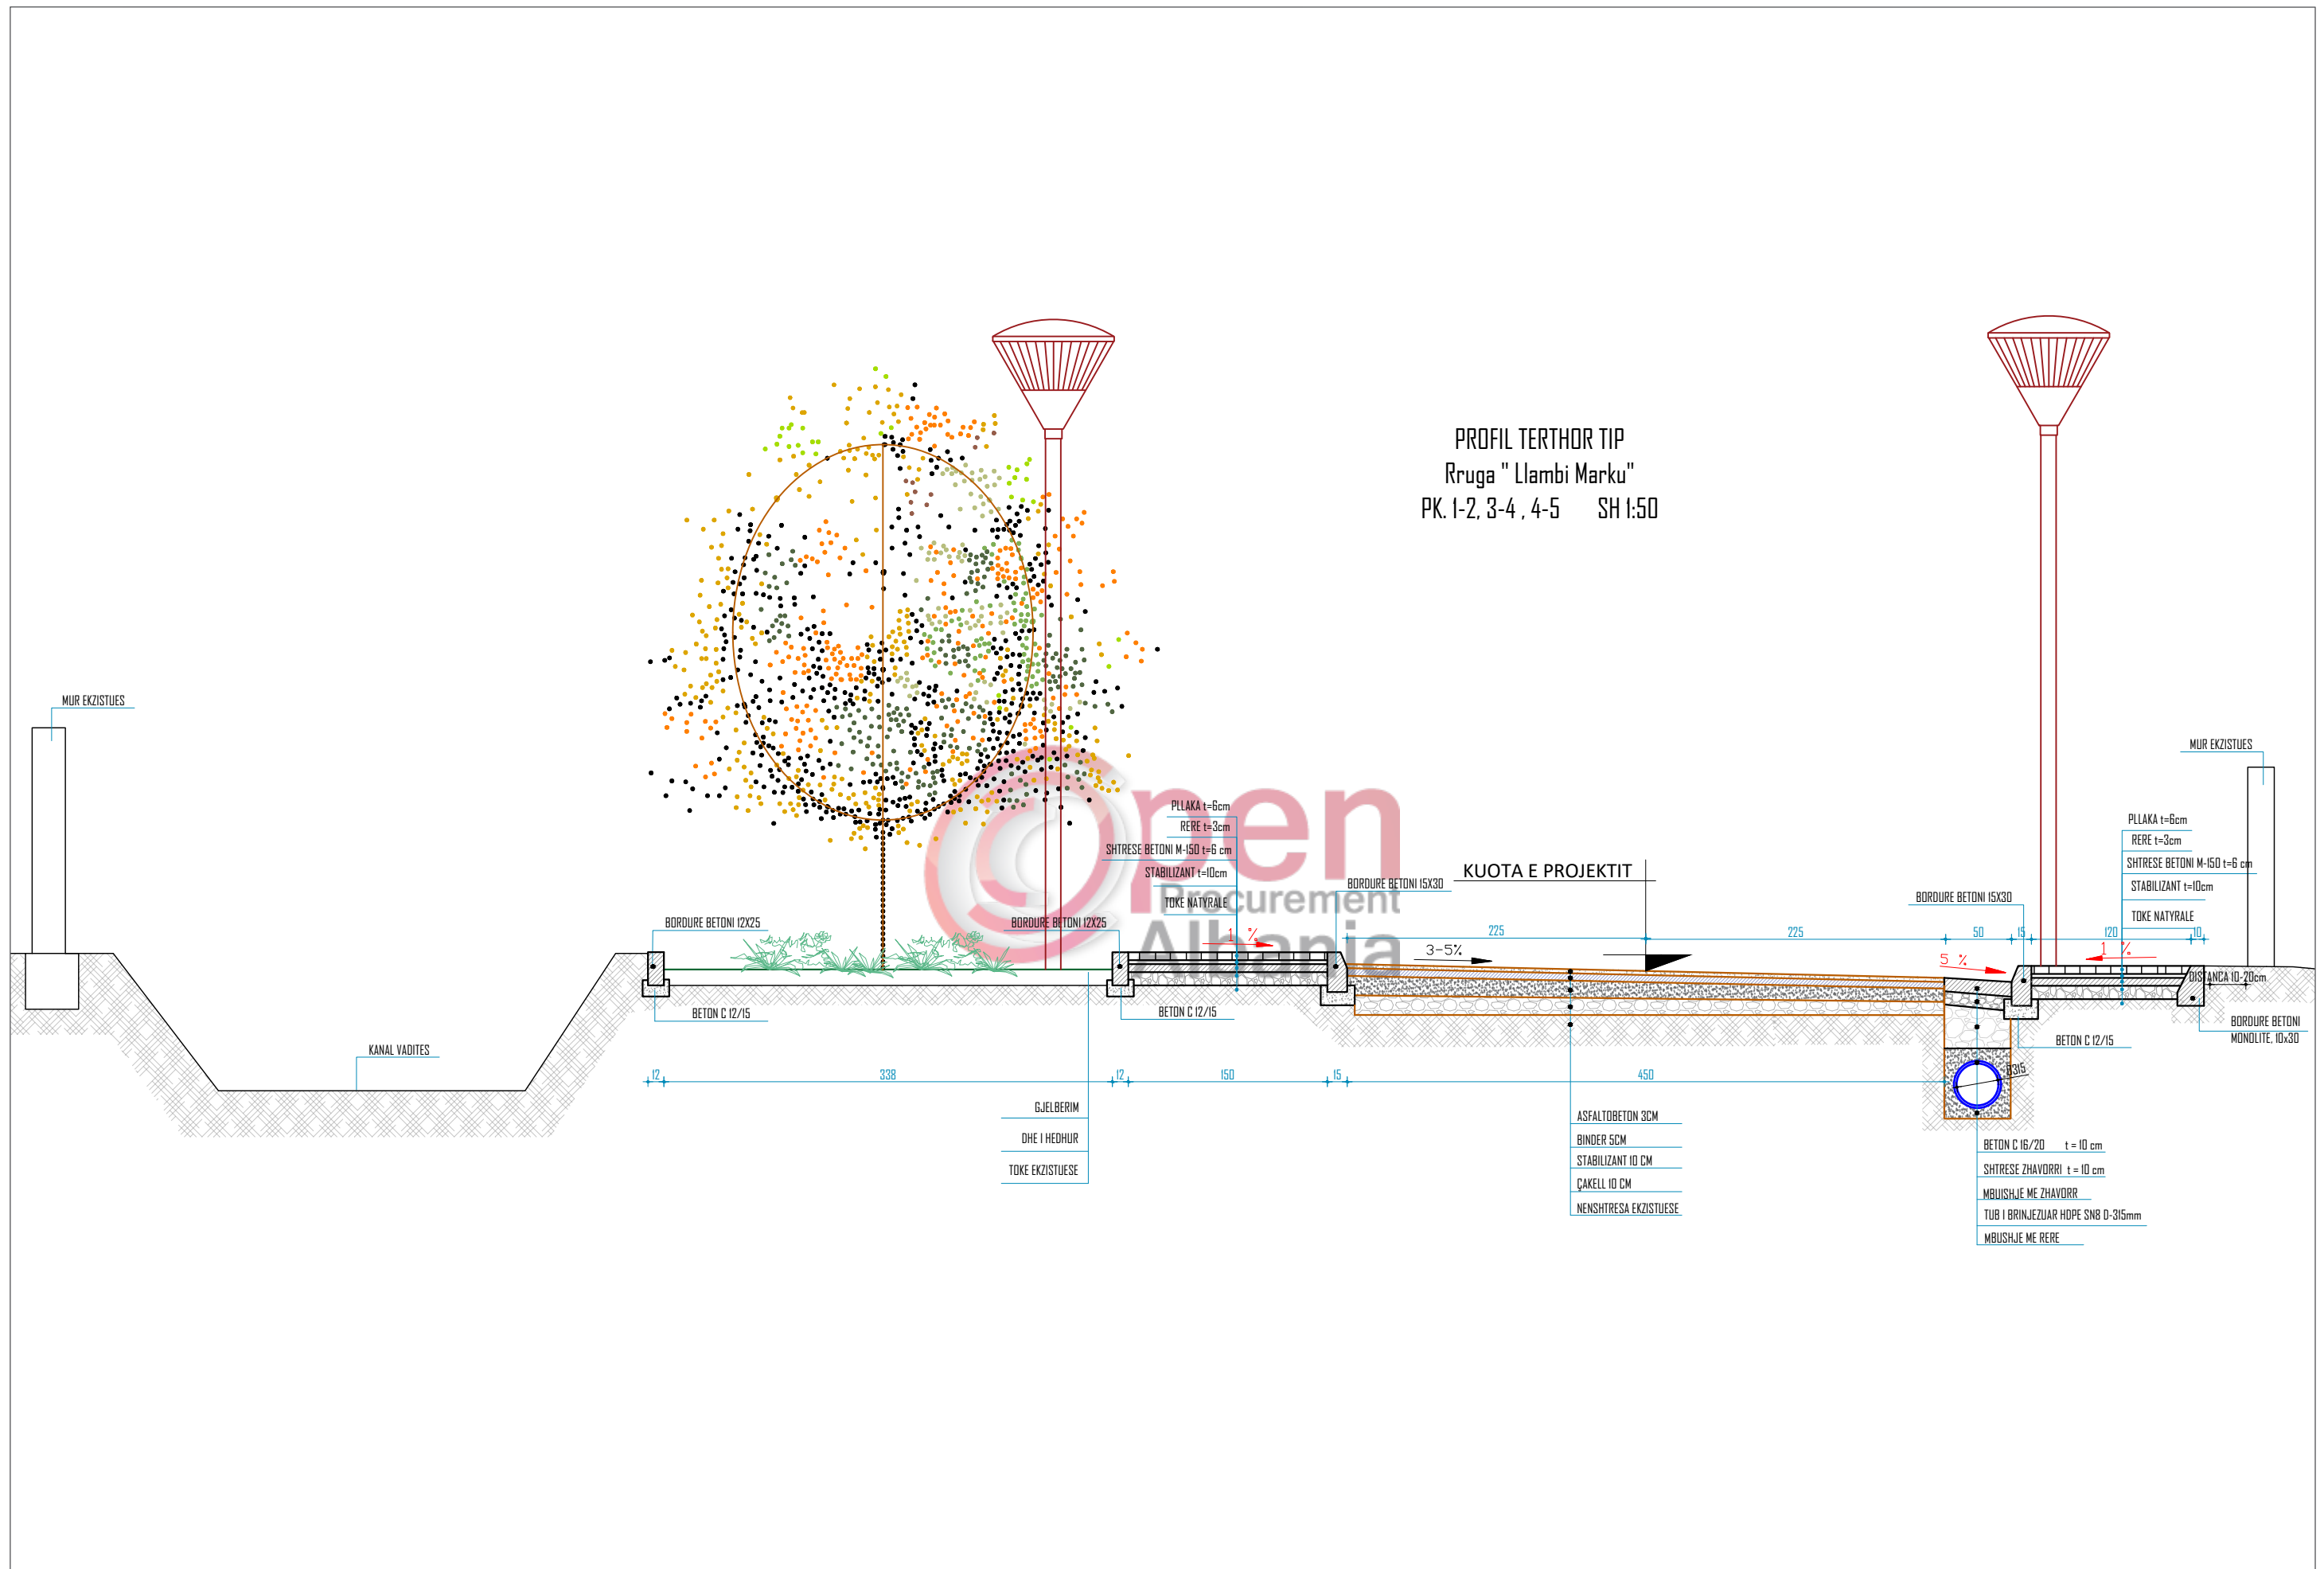 PROFIL TERTHOR TIP
Rruga " Llambi Marku"
PK. 1-2, 3-4 , 4-5 SH 1:50
MUR EKZISTUES
MUR EKZISTUES
Open
Procurement
Albania
PLLAKA t=6cm
RERE t=3cm
SHTRESE BETONI M-150 t=6 cm
STABILIZANT t=10cm
TOKE NATYRALE
PLLAKA t=6cm
RERE t=3cm
SHTRESE BETONI M-150 t=6 cm
STABILIZANT t=10cm
TOKE NATYRALE
KUOTA E PROJEKTIT
BORDURE BETONI 15X30
BORDURE BETONI 15X30
BORDURE BETONI 12X25
BORDURE BETONI 12X25
1 %
3-5%
225
225
50
15
120
10
5 %
1 %
DISTANCA 10-20cm
BETON C 12/15
BETON C 12/15
BETON C 12/15
BORDURE BETONI
MONOLITE, 10x30
KANAL VADITES
12
338
12
150
15
450
Ø315
GJELBERIM
DHE I HEDHUR
TOKE EKZISTUESE
ASFALTOBETON 3CM
BINDER 5CM
STABILIZANT 10 CM
ÇAKELL 10 CM
NENSHTRESA EKZISTUESE
BETON C 16/20 t = 10 cm
SHTRESE ZHAVORRI t = 10 cm
MBUISHJE ME ZHAVORR
TUB I BRINJEZUAR HDPE SN8 D-315mm
MBUSHJE ME RERE